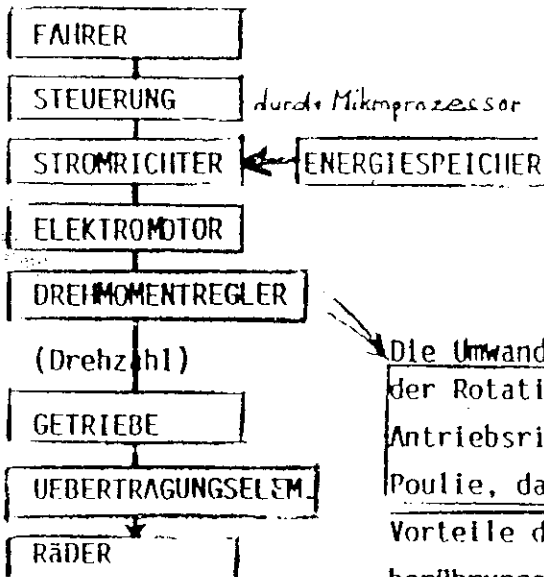 FAHRER
STEUERUNG durch Mikroprozessor
STROMRICHTER ENERGIESPEICHER
ELEKTROMOTOR
DREHMOMENTREGLER
(Drehzahl)
Die Umwand
der Rotati
GETRIEBE
Antriebsri
UEBERTRAGUNGSELEM.
Poulie, da
Vorteile d
RäDER